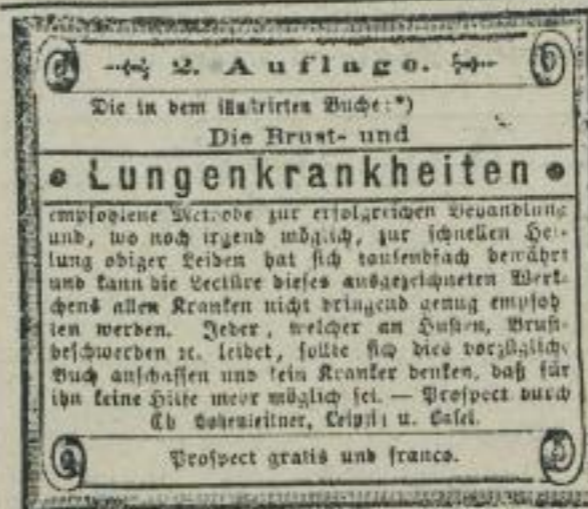 2. Auflage.
Die in dem illustrirten Buche:*)
Die Brust- und
Lungenkrankheiten
empfohlene Methode zur erfolgreichen Behandlung
und, wo noch irgend möglich, zur schnellen Hei-
lung obiger Leiden hat sich tausendfach bewährt
und kann die Lectüre dieses ausgezeichneten Werk-
chens allen Kranken nicht dringend genug empfoh
len werden. Jeder, welcher an Husten, Brust-
beschwerden ꝛc. leidet, sollte sich dies vorzügliche
Buch anschaffen und kein Kranker denken, daß für
ihn keine Hilfe mehr möglich sei. — Prospect durch
Th Hohenleitner, Leipzig u. Basel.
Prospect gratis und franco.